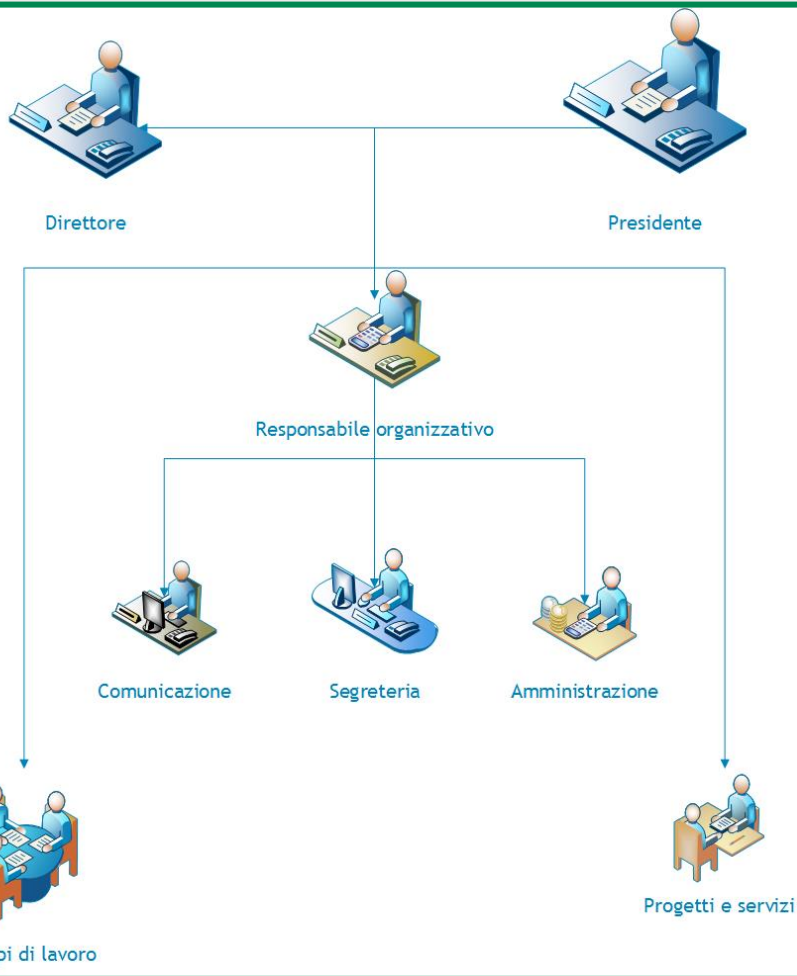 Direttore
Presidente
Responsabile organizzativo
Comunicazione
Segreteria
Amministrazione
Progetti e servizi
di lavoro